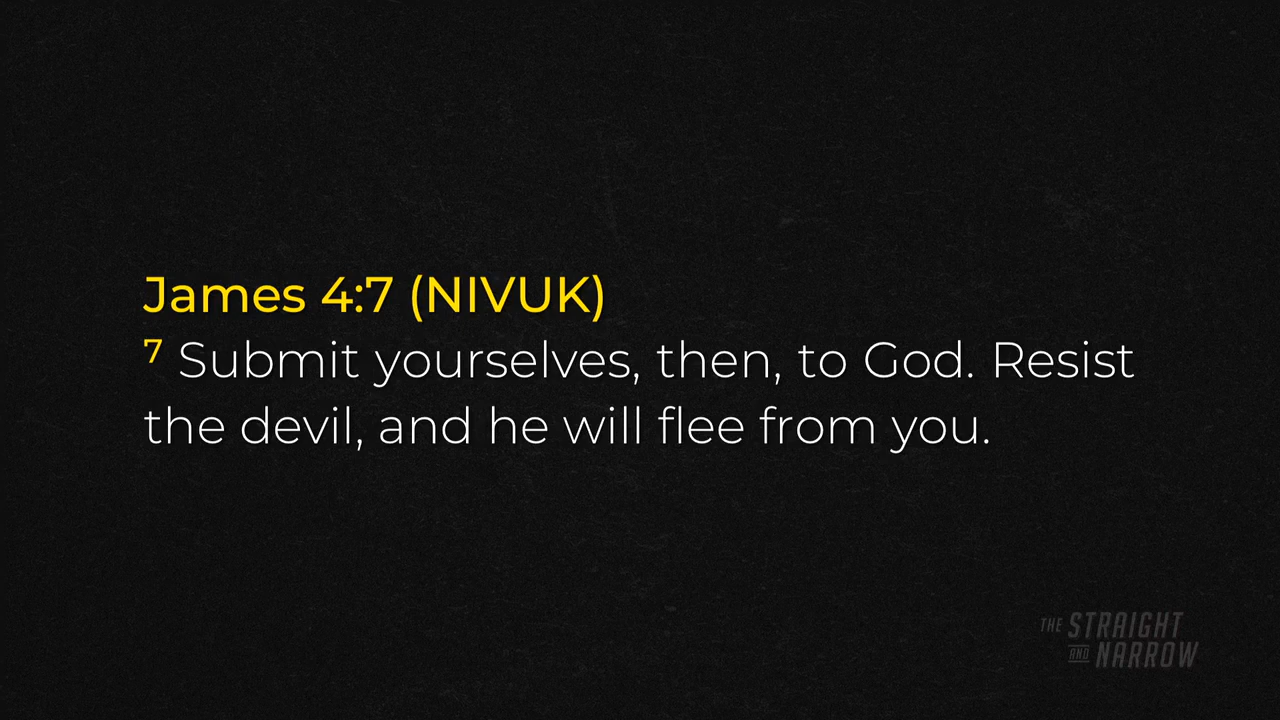 James 4:7 (NIVUK)
⁷ Submit yourselves, then, to God. Resist
the devil, and he will flee from you.
THE STRAIGHT
AND NARROW